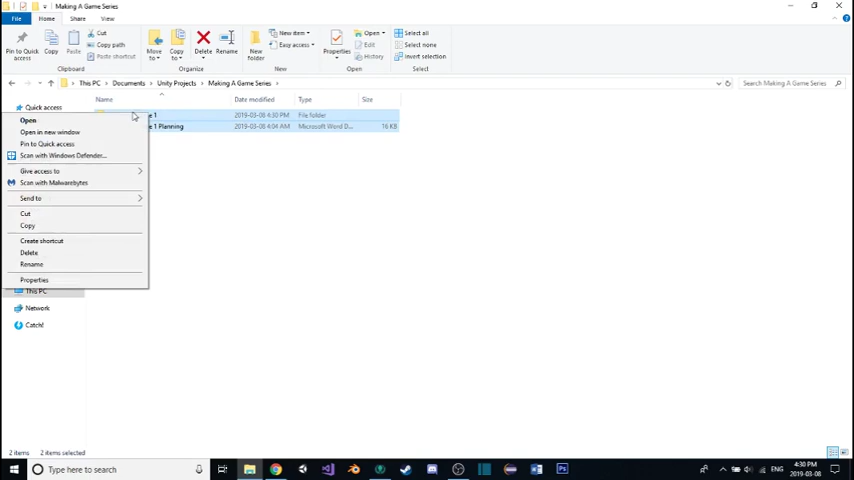 Making A Game Series
File
Home
Share
View
Pin to Quick access
Copy
Paste
Cut
Copy path
Paste shortcut
Clipboard
Move to
Copy to
Delete
Rename
Organize
New folder
New item
Easy access
New
Properties
Open
Edit
History
Open
Select all
Select none
Invert selection
Select
This PC
Documents
Unity Projects
Making A Game Series
Search Making A Game Series
Name
Date modified
Type
Size
Quick access
e 1
2019-03-08 4:30 PM
File folder
e 1 Planning
2019-03-08 4:04 AM
Microsoft Word D...
16 KB
Open
Open in new window
Pin to Quick access
Scan with Windows Defender...
Give access to
Scan with Malwarebytes
Send to
Cut
Copy
Create shortcut
Delete
Rename
Properties
This PC
Network
Catch!
2 items
2 items selected
Type here to search
ENG
4:30 PM
2019-03-08